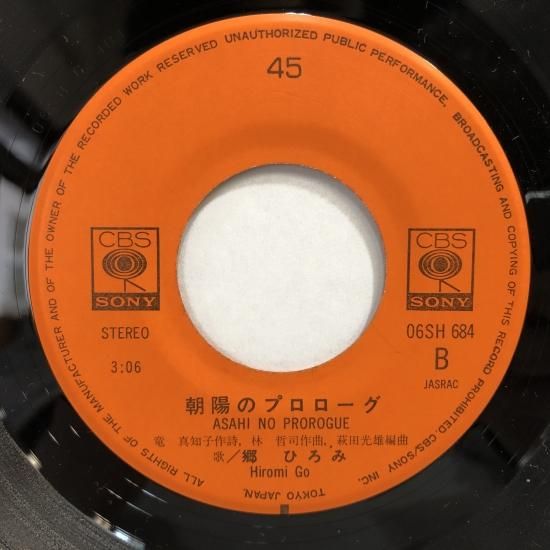 ALL RIGHTS OF THE MANUFACTURER AND OF THE OWNER OF THE RECORDED WORK RESERVED UNAUTHORIZED PUBLIC PERFORMANCE, BROADCASTING AND COPYING OF THIS RECORD PROHIBITED CBS/SONY INC. TOKYO JAPAN.
45
CBS
SONY
CBS
SONY
STEREO
06SH 684
3:06
B
JASRAC
朝陽のプロローグ
ASAHI NO PROROGUE
竜 真知子作詩, 林 哲司作曲, 萩田光雄編曲
歌／郷 ひろみ
Hiromi Go